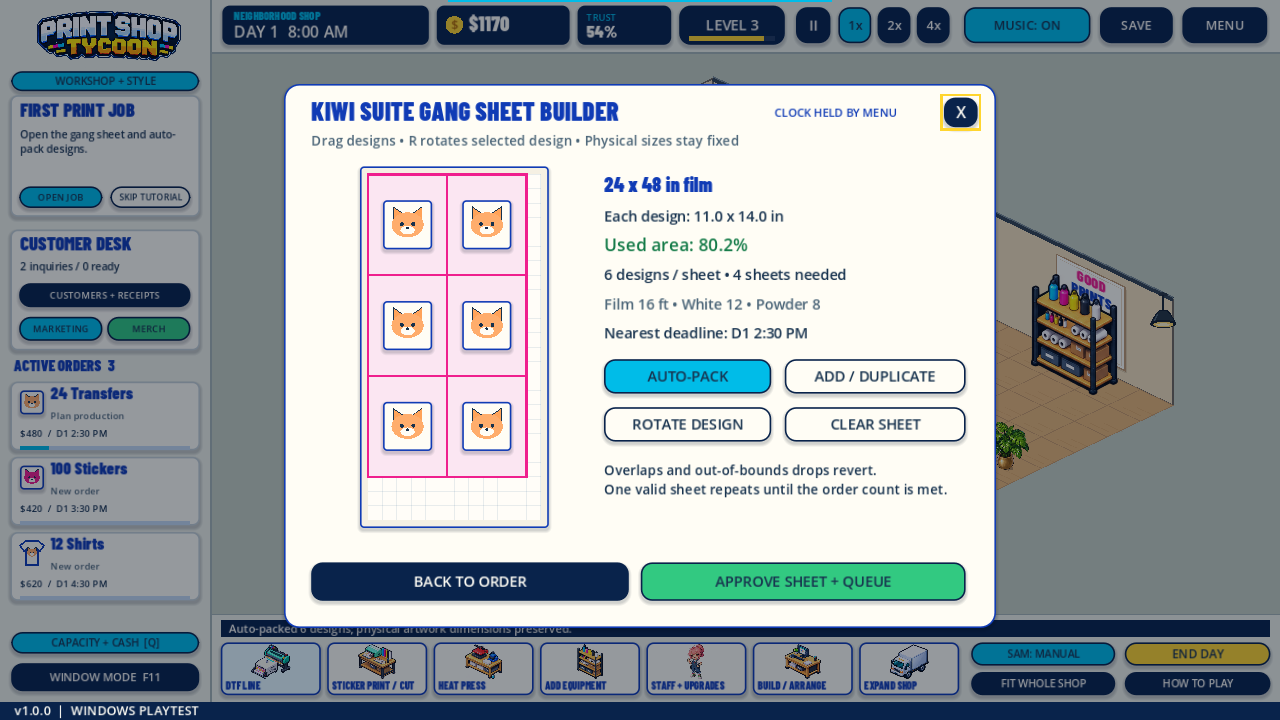 PRINT SHOP
TYCOON
WORKSHOP + STYLE
FIRST PRINT JOB
Open the gang sheet and auto-
pack designs.
OPEN JOB
SKIP TUTORIAL
CUSTOMER DESK
2 inquiries / 0 ready
CUSTOMERS + RECEIPTS
MARKETING
MERCH
ACTIVE ORDERS 3
24 Transfers
Plan production
$480 / D1 2:30 PM
100 Stickers
New order
$420 / D1 3:30 PM
12 Shirts
New order
$620 / D1 4:30 PM
CAPACITY + CASH [Q]
WINDOW MODE F11
v1.0.0 | WINDOWS PLAYTEST
NEIGHBORHOOD SHOP
DAY 1 8:00 AM
$
$1170
TRUST
54%
LEVEL 3
II
1x
2x
4x
MUSIC: ON
SAVE
MENU
KIWI SUITE GANG SHEET BUILDER
CLOCK HELD BY MENU
X
Drag designs • R rotates selected design • Physical sizes stay fixed
24 x 48 in film
Each design: 11.0 x 14.0 in
Used area: 80.2%
6 designs / sheet • 4 sheets needed
Film 16 ft • White 12 • Powder 8
Nearest deadline: D1 2:30 PM
AUTO-PACK
ADD / DUPLICATE
ROTATE DESIGN
CLEAR SHEET
Overlaps and out-of-bounds drops revert.
One valid sheet repeats until the order count is met.
BACK TO ORDER
APPROVE SHEET + QUEUE
GOOD
PRINTS
Auto-packed 6 designs, physical artwork dimensions preserved.
DTF LINE
STICKER PRINT / CUT
HEAT PRESS
ADD EQUIPMENT
STAFF + UPGRADES
BUILD / ARRANGE
EXPAND SHOP
SAM: MANUAL
END DAY
FIT WHOLE SHOP
HOW TO PLAY